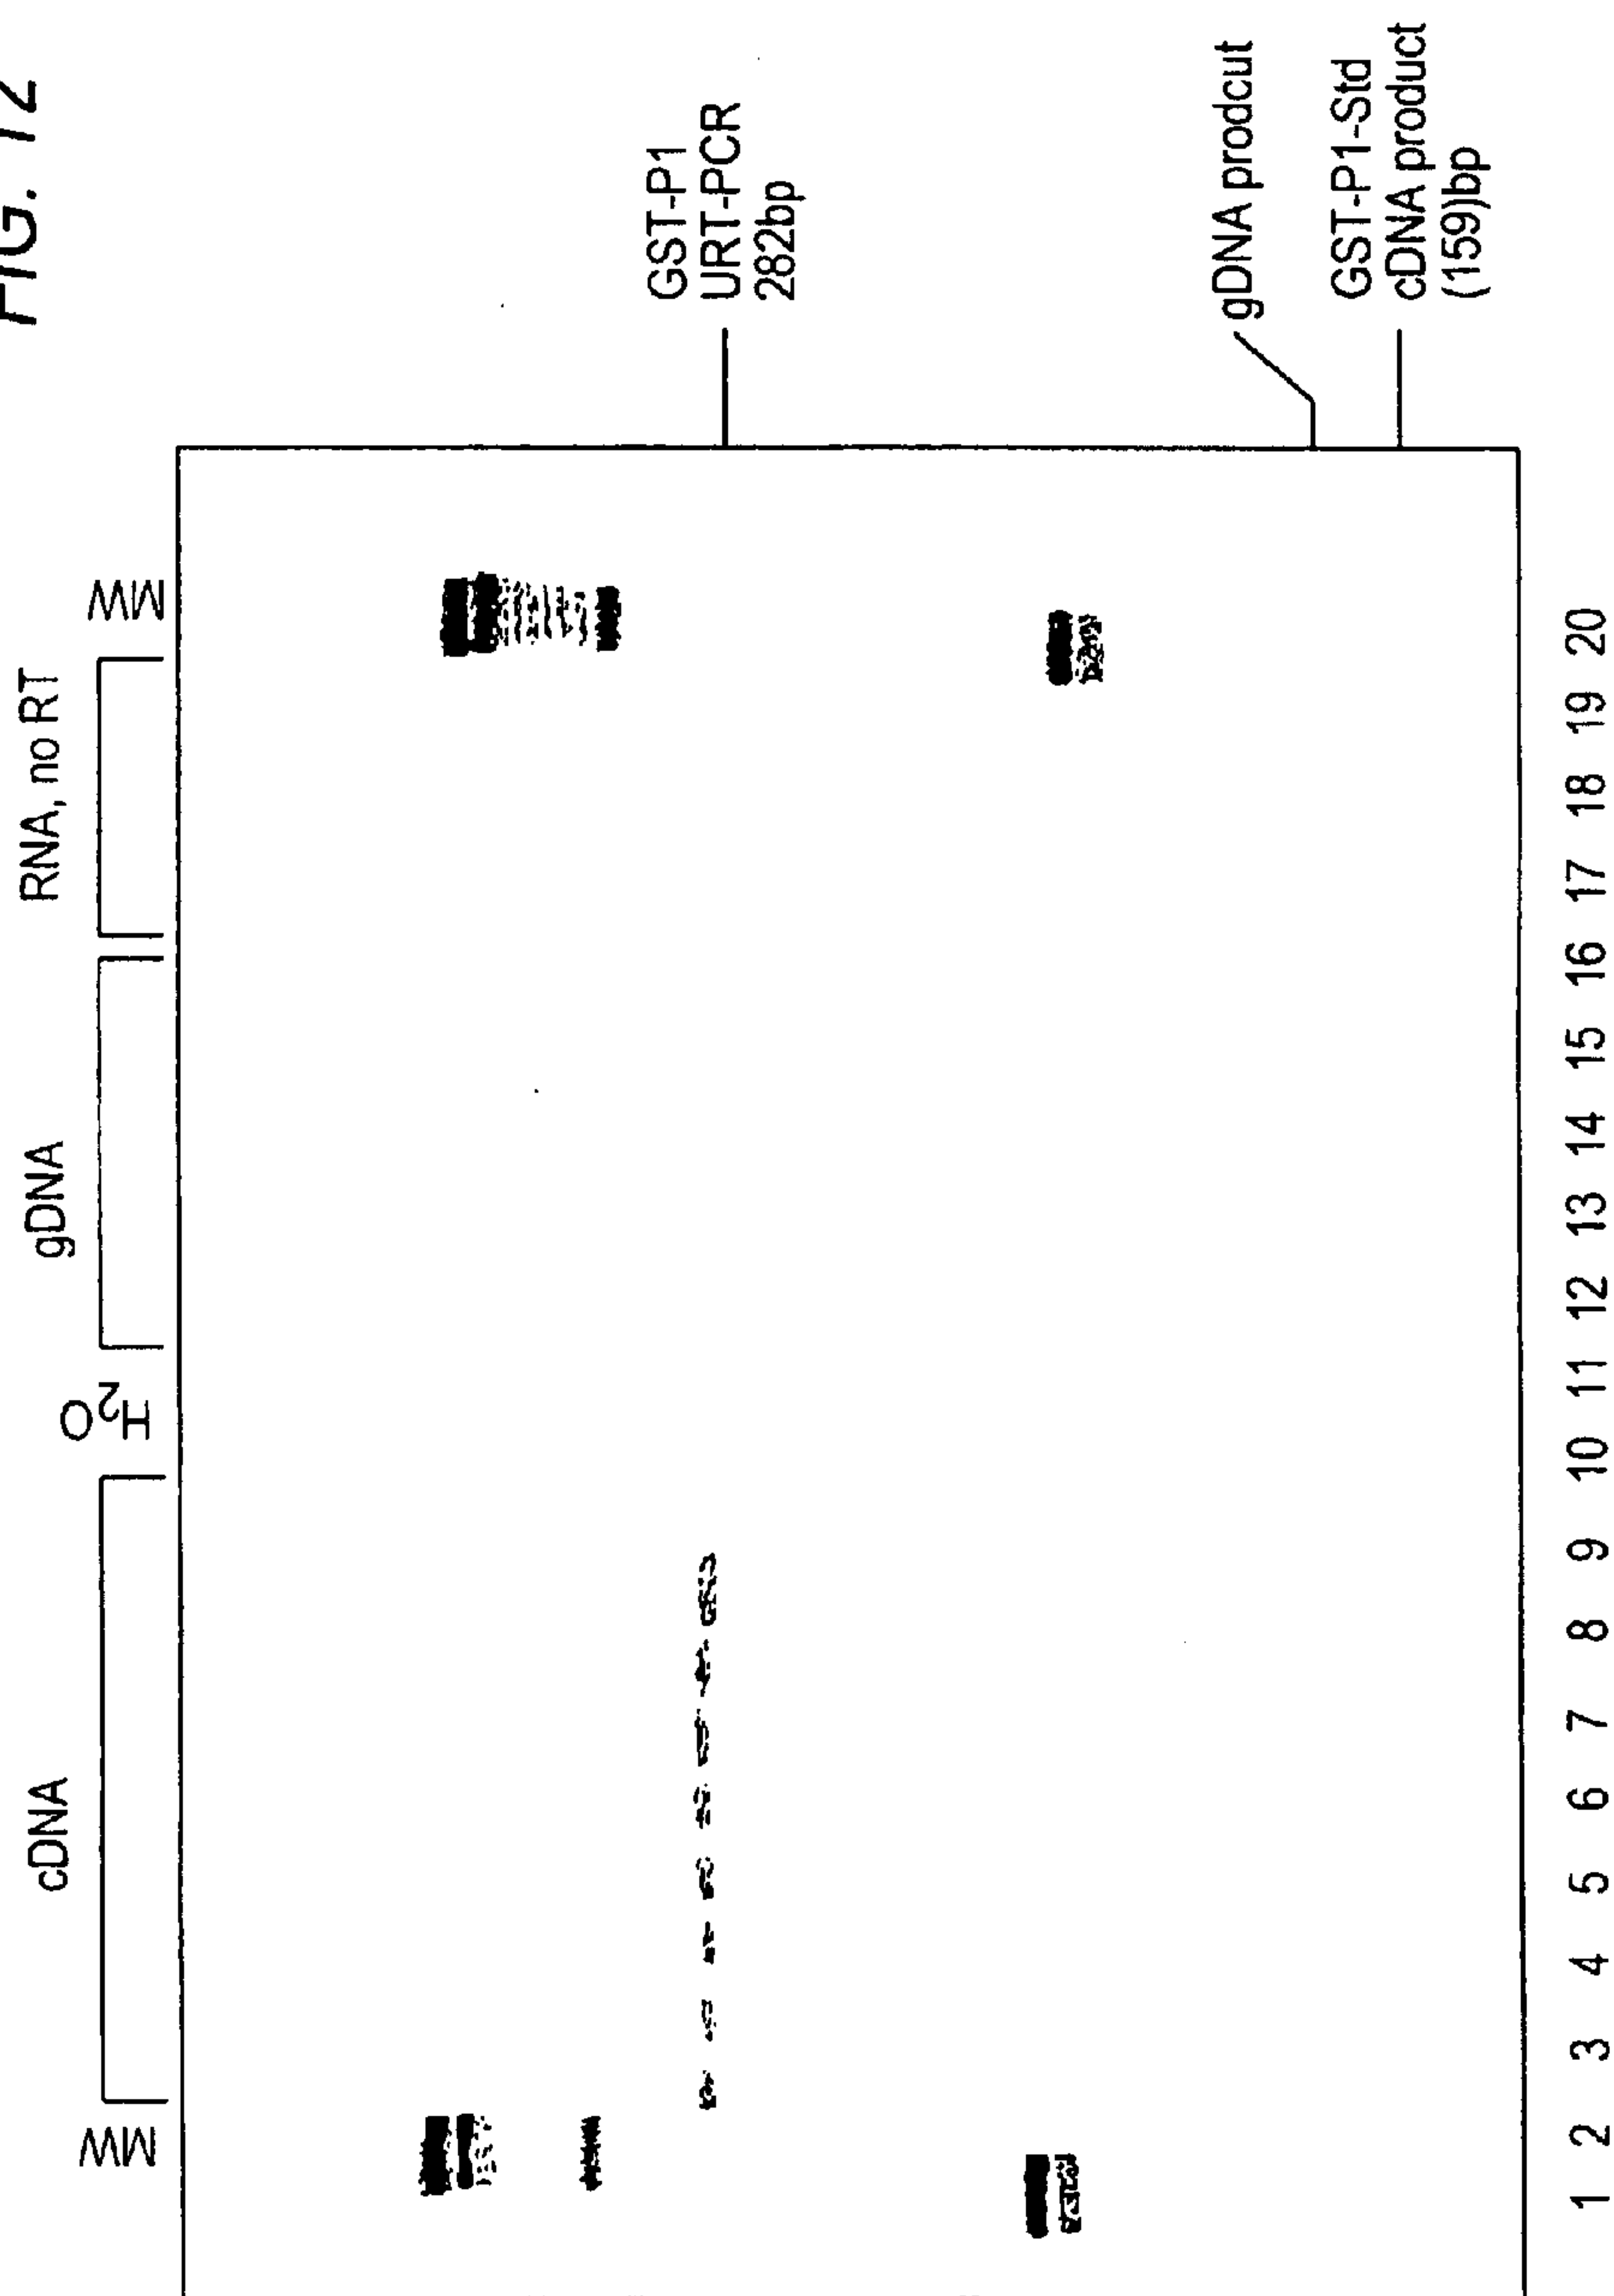 FIG. 12
MW
cDNA
H2O
gDNA
RNA, no RT
MW
GST-P1
URT-PCR
282bp
gDNA prodcut
GST-P1-Std
cDNA product
(159)bp
1 2 3 4 5 6 7 8 9 10 11 12 13 14 15 16 17 18 19 20